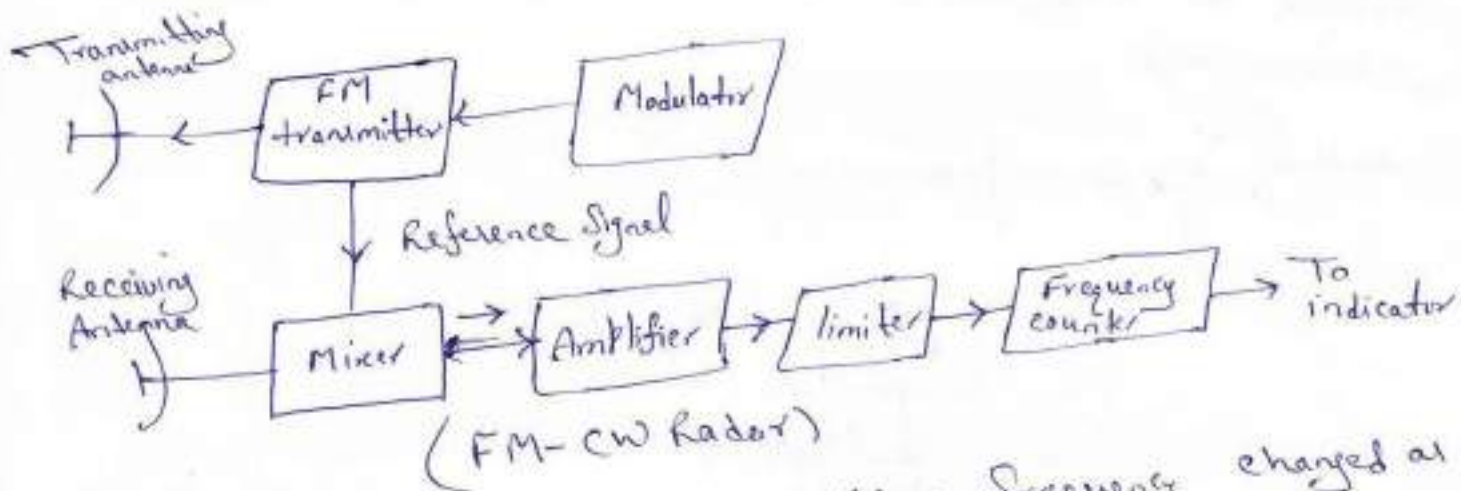 Transmitting
antenna
FM
transmitter
Modulator
Reference Signal
Receiving
Antenna
Mixer
Amplifier
limiter
Frequency
counter
To
indicator
(FM-CW Radar)
frequency changed as